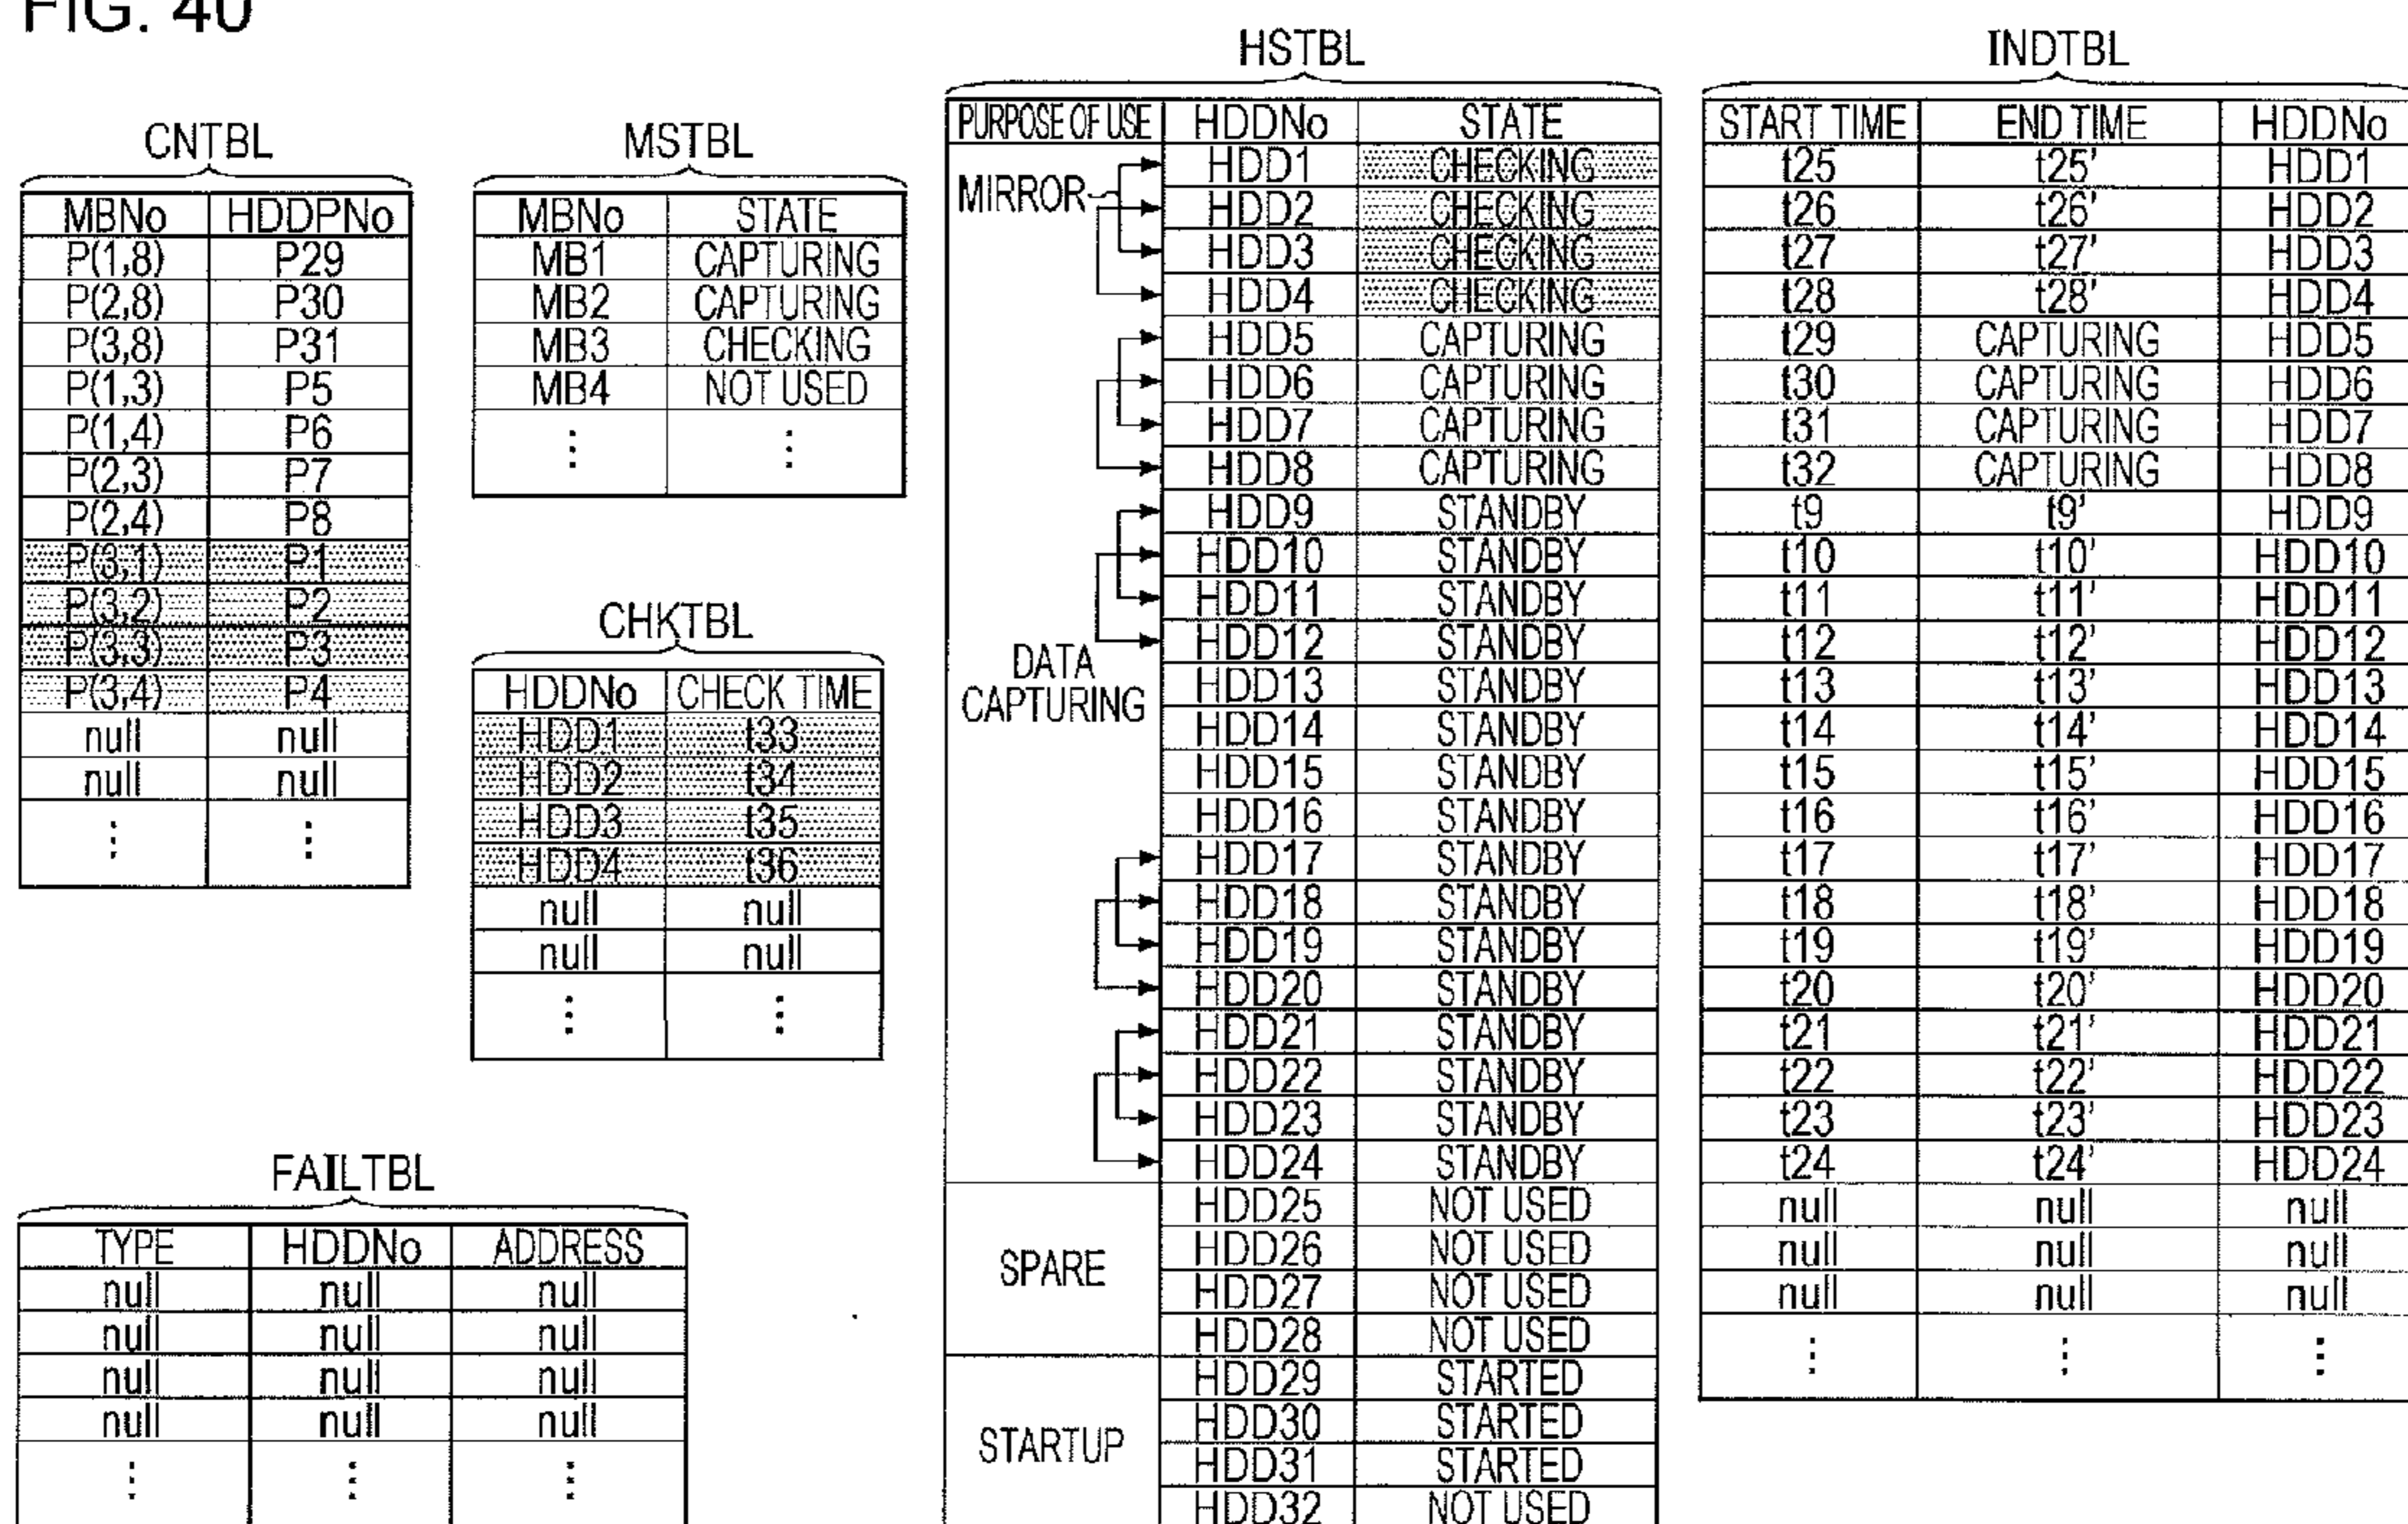 FIG. 40
CNTBL
MBNo HDDPNo
P(1,8) P29
P(2,8) P30
P(3,8) P31
P(1,3) P5
P(1,4) P6
P(2,3) P7
P(2,4) P8
P(3,1) P1
P(3,2) P2
P(3,3) P3
P(3,4) P4
null null
null null
⋮ ⋮
MSTBL
MBNo STATE
MB1 CAPTURING
MB2 CAPTURING
MB3 CHECKING
MB4 NOT USED
⋮ ⋮
CHKTBL
HDDNo CHECK TIME
HDD1 t33
HDD2 t34
HDD3 t35
HDD4 t36
null null
null null
⋮ ⋮
FAILTBL
TYPE HDDNo ADDRESS
null null null
null null null
null null null
null null null
⋮ ⋮ ⋮
HSTBL
PURPOSE OF USE HDDNo STATE
MIRROR
DATA
CAPTURING
HDD1 CHECKING
HDD2 CHECKING
HDD3 CHECKING
HDD4 CHECKING
HDD5 CAPTURING
HDD6 CAPTURING
HDD7 CAPTURING
HDD8 CAPTURING
HDD9 STANDBY
HDD10 STANDBY
HDD11 STANDBY
HDD12 STANDBY
HDD13 STANDBY
HDD14 STANDBY
HDD15 STANDBY
HDD16 STANDBY
HDD17 STANDBY
HDD18 STANDBY
HDD19 STANDBY
HDD20 STANDBY
HDD21 STANDBY
HDD22 STANDBY
HDD23 STANDBY
HDD24 STANDBY
SPARE
HDD25 NOT USED
HDD26 NOT USED
HDD27 NOT USED
HDD28 NOT USED
STARTUP
HDD29 STARTED
HDD30 STARTED
HDD31 STARTED
HDD32 NOT USED
INDTBL
START TIME END TIME HDDNo
t25 t25' HDD1
t26 t26' HDD2
t27 t27' HDD3
t28 t28' HDD4
t29 CAPTURING HDD5
t30 CAPTURING HDD6
t31 CAPTURING HDD7
t32 CAPTURING HDD8
t9 t9' HDD9
t10 t10' HDD10
t11 t11' HDD11
t12 t12' HDD12
t13 t13' HDD13
t14 t14' HDD14
t15 t15' HDD15
t16 t16' HDD16
t17 t17' HDD17
t18 t18' HDD18
t19 t19' HDD19
t20 t20' HDD20
t21 t21' HDD21
t22 t22' HDD22
t23 t23' HDD23
t24 t24' HDD24
null null null
null null null
null null null
⋮ ⋮ ⋮